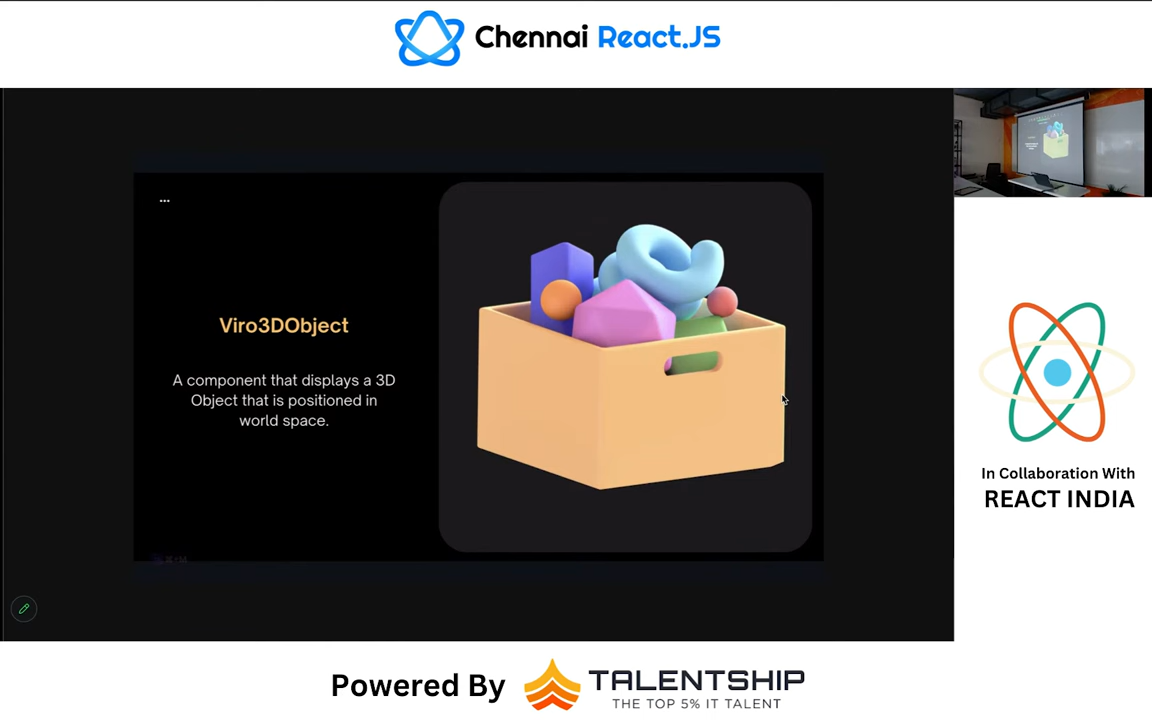 Chennai React.JS
...
Viro3DObject
A component that displays a 3D
Object that is positioned in
world space.
In Collaboration With
REACT INDIA
Powered By
TALENTSHIP
THE TOP 5% IT TALENT